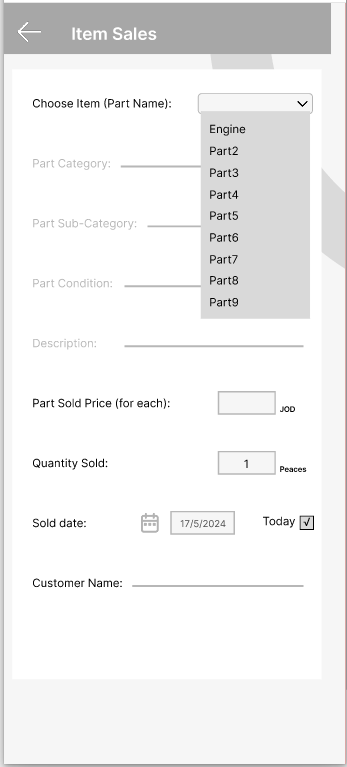 Item Sales
Choose Item (Part Name):
Engine
Part2
Part Category:
Part3
Part4
Part Sub-Category:
Part5
Part6
Part7
Part Condition:
Part8
Part9
Description:
Part Sold Price (for each): JOD
Quantity Sold: 1 Peaces
Sold date: 17/5/2024 Today √
Customer Name: